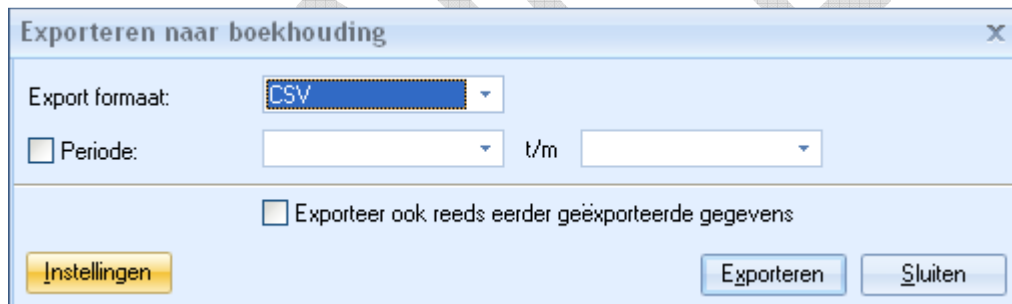 Exporteren naar boekhouding
Export formaat: CSV
Periode: t/m
Exporteer ook reeds eerder geëxporteerde gegevens
Instellingen Exporteren Sluiten